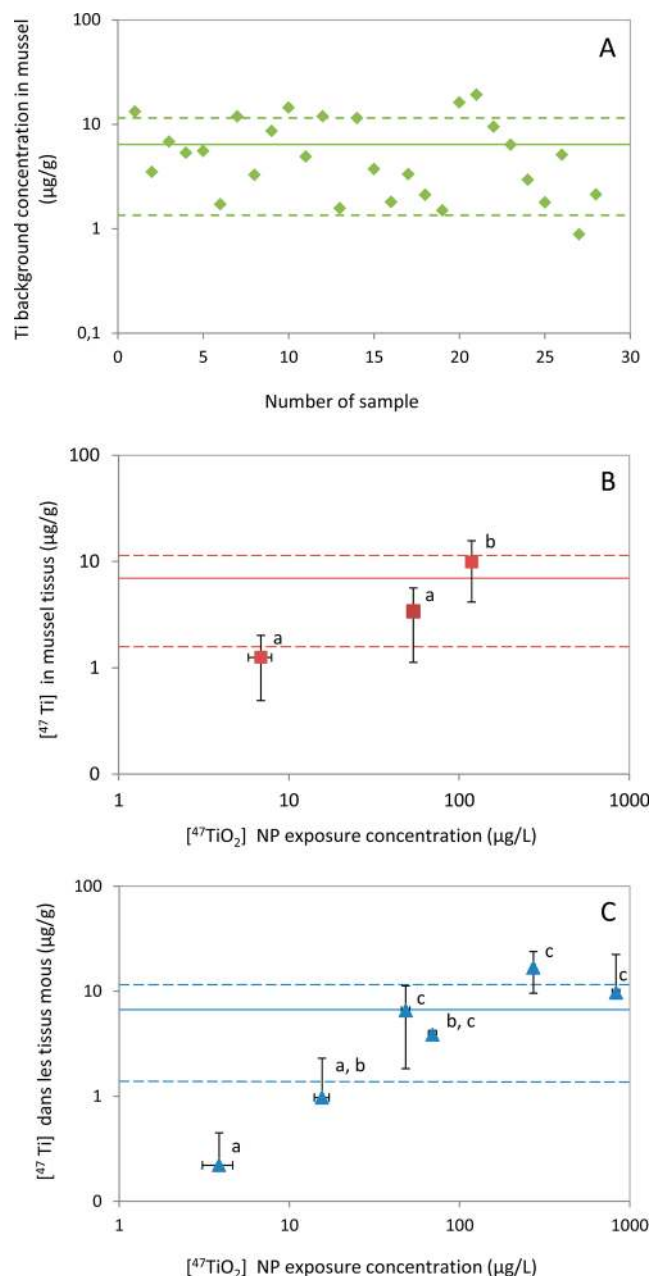 A
Ti background concentration in mussel
(µg/g)
100
10
1
0,1
0 5 10 15 20 25 30
Number of sample
B
[⁴⁷ Ti] in mussel tissus (µg/g)
100
10
1
0
a
a
b
1 10 100 1000
[⁴⁷TiO₂] NP exposure concentration (µg/L)
C
[⁴⁷ Ti] dans les tissus mous (µg/g)
100
10
1
0
a
a, b
c
b, c
c
c
1 10 100 1000
[⁴⁷TiO₂] NP exposure concentration (µg/L)